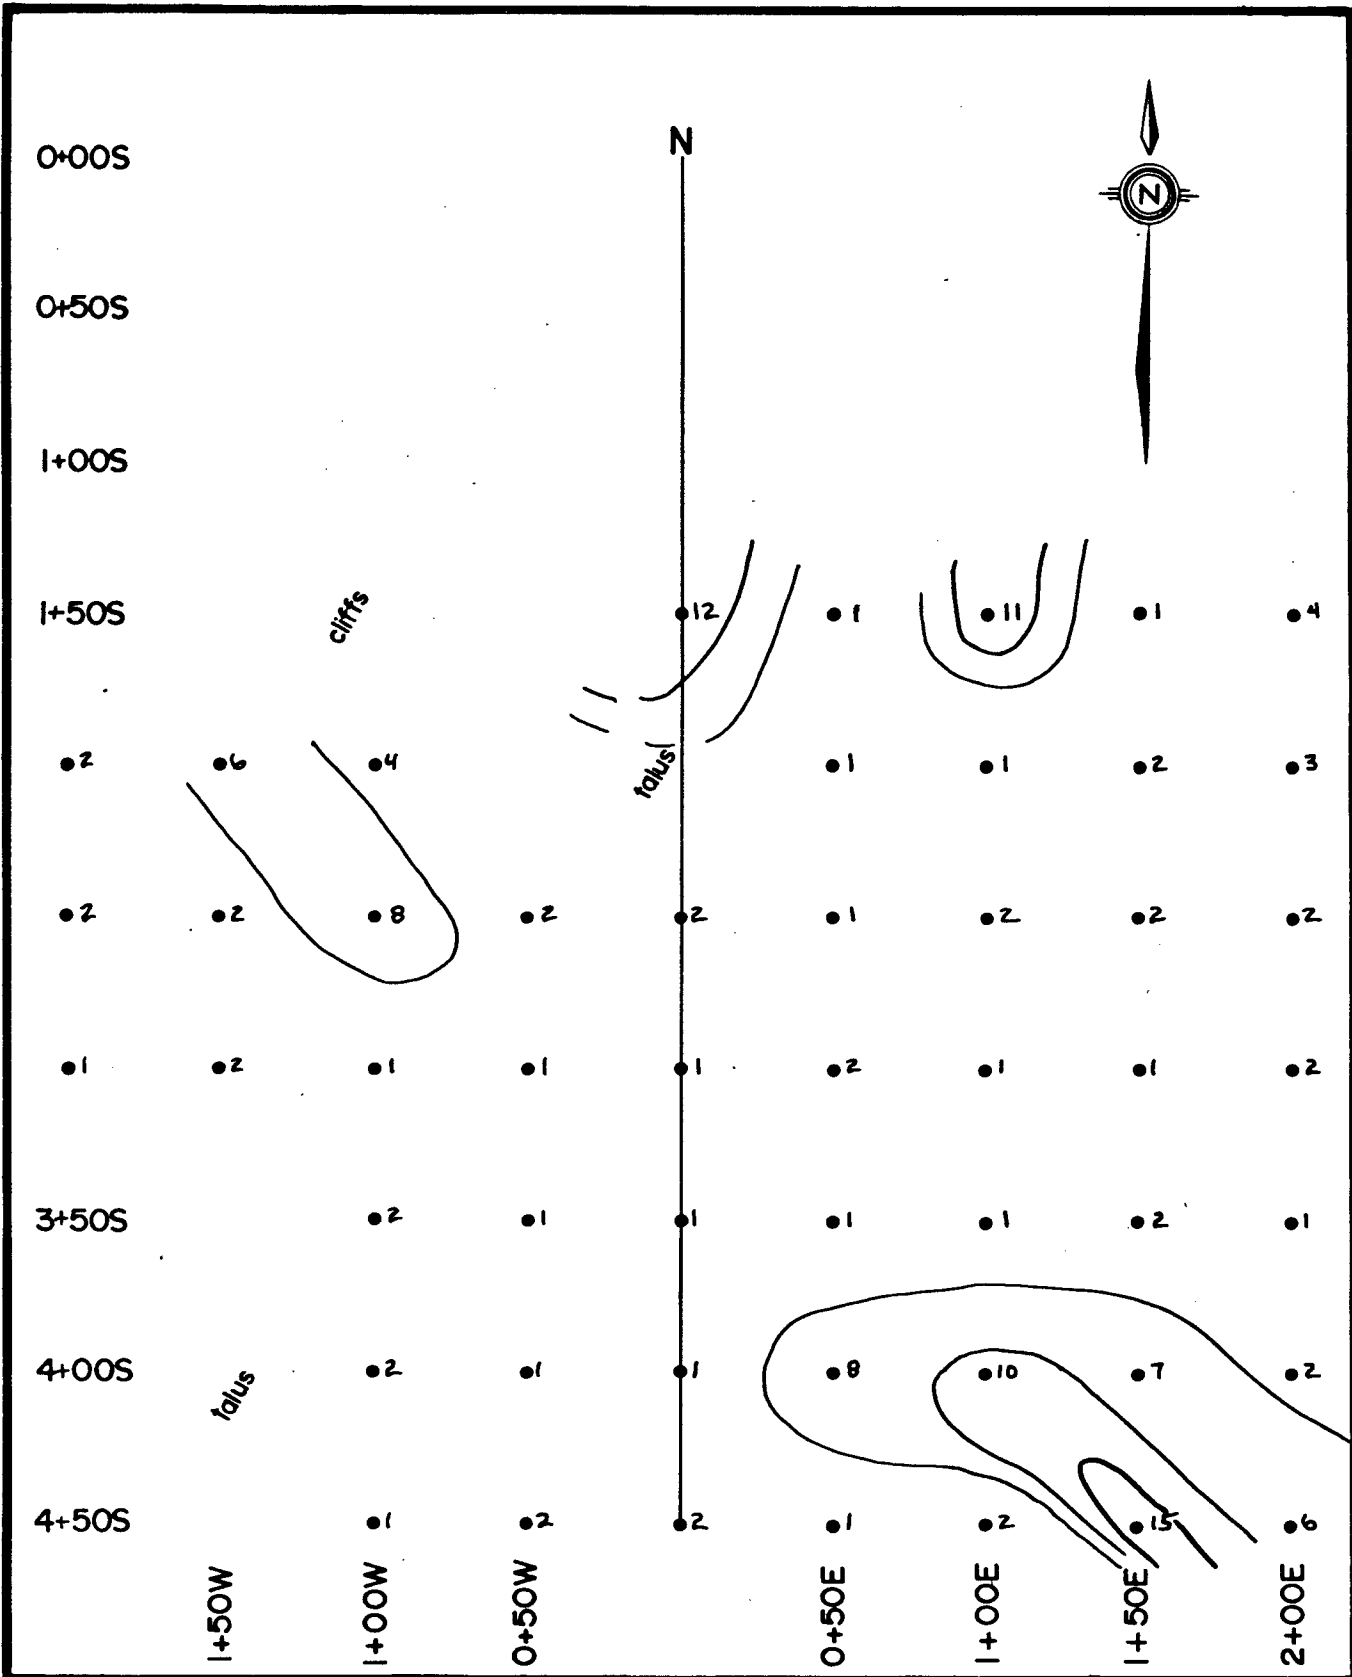 N
0+00S
N
0+50S
1+00S
cliffs
1+50S 12 1 11 1 4
2 6 4 talus 1 1 2 3
2 2 8 2 2 1 2 2 2
1 2 1 1 1 2 1 1 2
3+50S 2 1 1 1 1 2 1
4+00S 2 1 1 8 10 7 2
talus
4+50S 1 2 2 1 2 15 6
1+50W 1+00W 0+50W 0+50E 1+00E 1+50E 2+00E